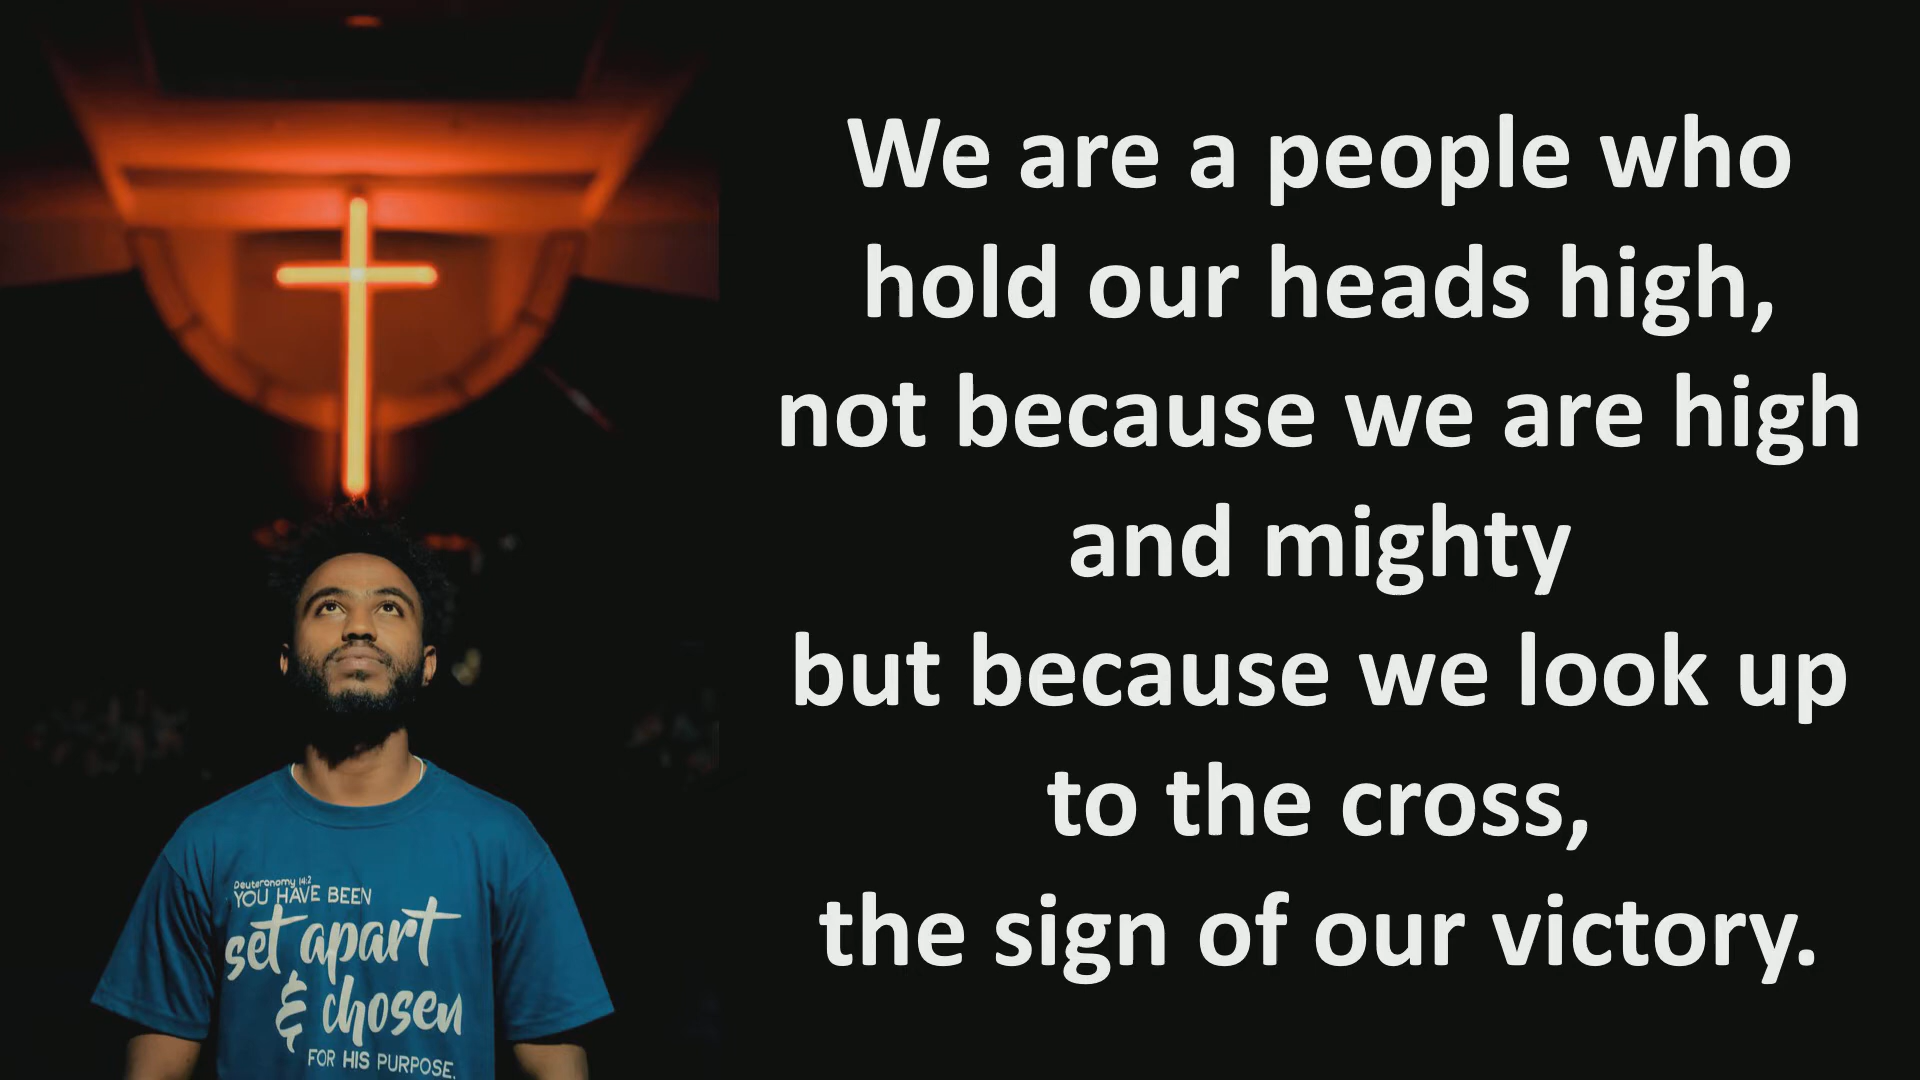 We are a people who
hold our heads high,
not because we are high
and mighty
but because we look up
to the cross,
the sign of our victory.
Deuteronomy 14:2
YOU HAVE BEEN
set apart
& chosen
FOR HIS PURPOSE.